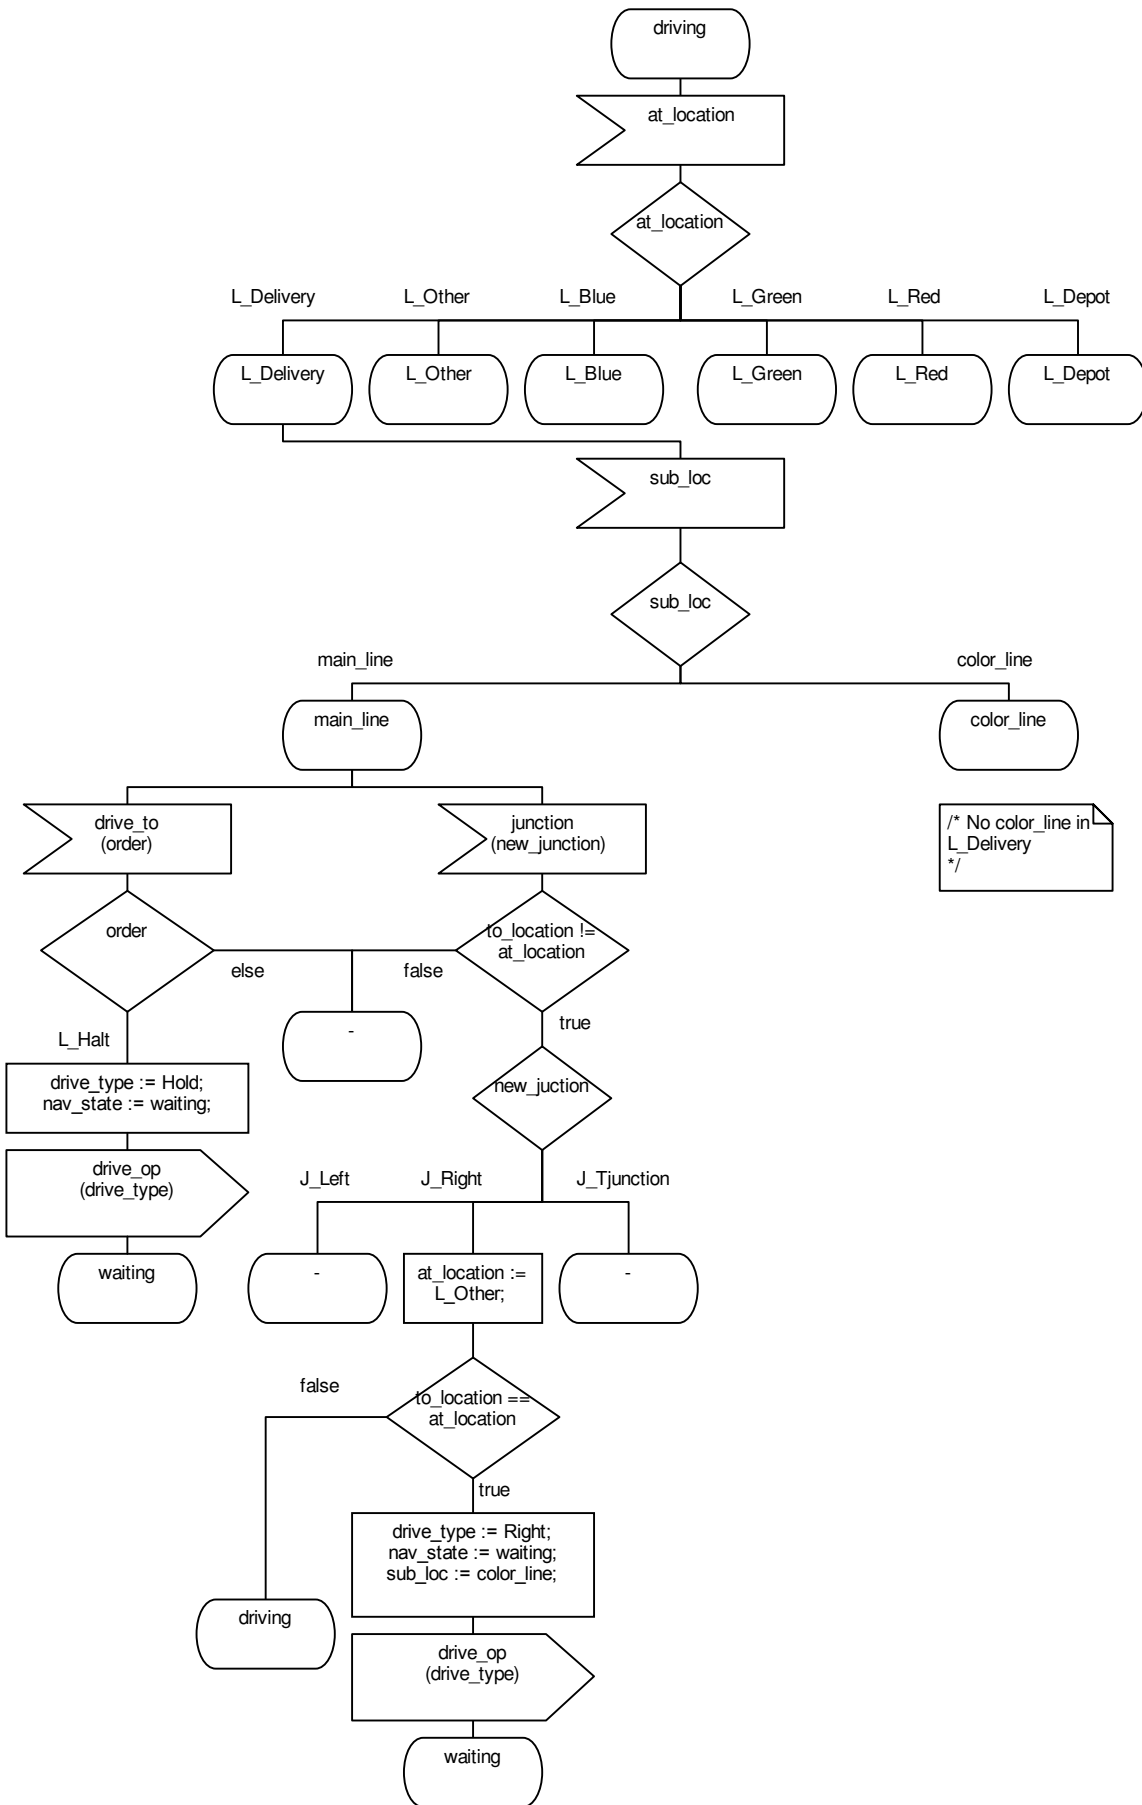 driving
at_location
at_location
L_Delivery
L_Other
L_Blue
L_Green
L_Red
L_Depot
L_Delivery
L_Other
L_Blue
L_Green
L_Red
L_Depot
sub_loc
sub_loc
main_line
color_line
main_line
color_line
drive_to
(order)
junction
(new_junction)
/* No color_line in
L_Delivery
*/
order
to_location !=
at_location
else
false
-
L_Halt
true
drive_type := Hold;
nav_state := waiting;
new_juction
drive_op
(drive_type)
J_Left
J_Right
J_Tjunction
waiting
-
at_location :=
L_Other;
-
false
to_location ==
at_location
true
drive_type := Right;
nav_state := waiting;
sub_loc := color_line;
driving
drive_op
(drive_type)
waiting